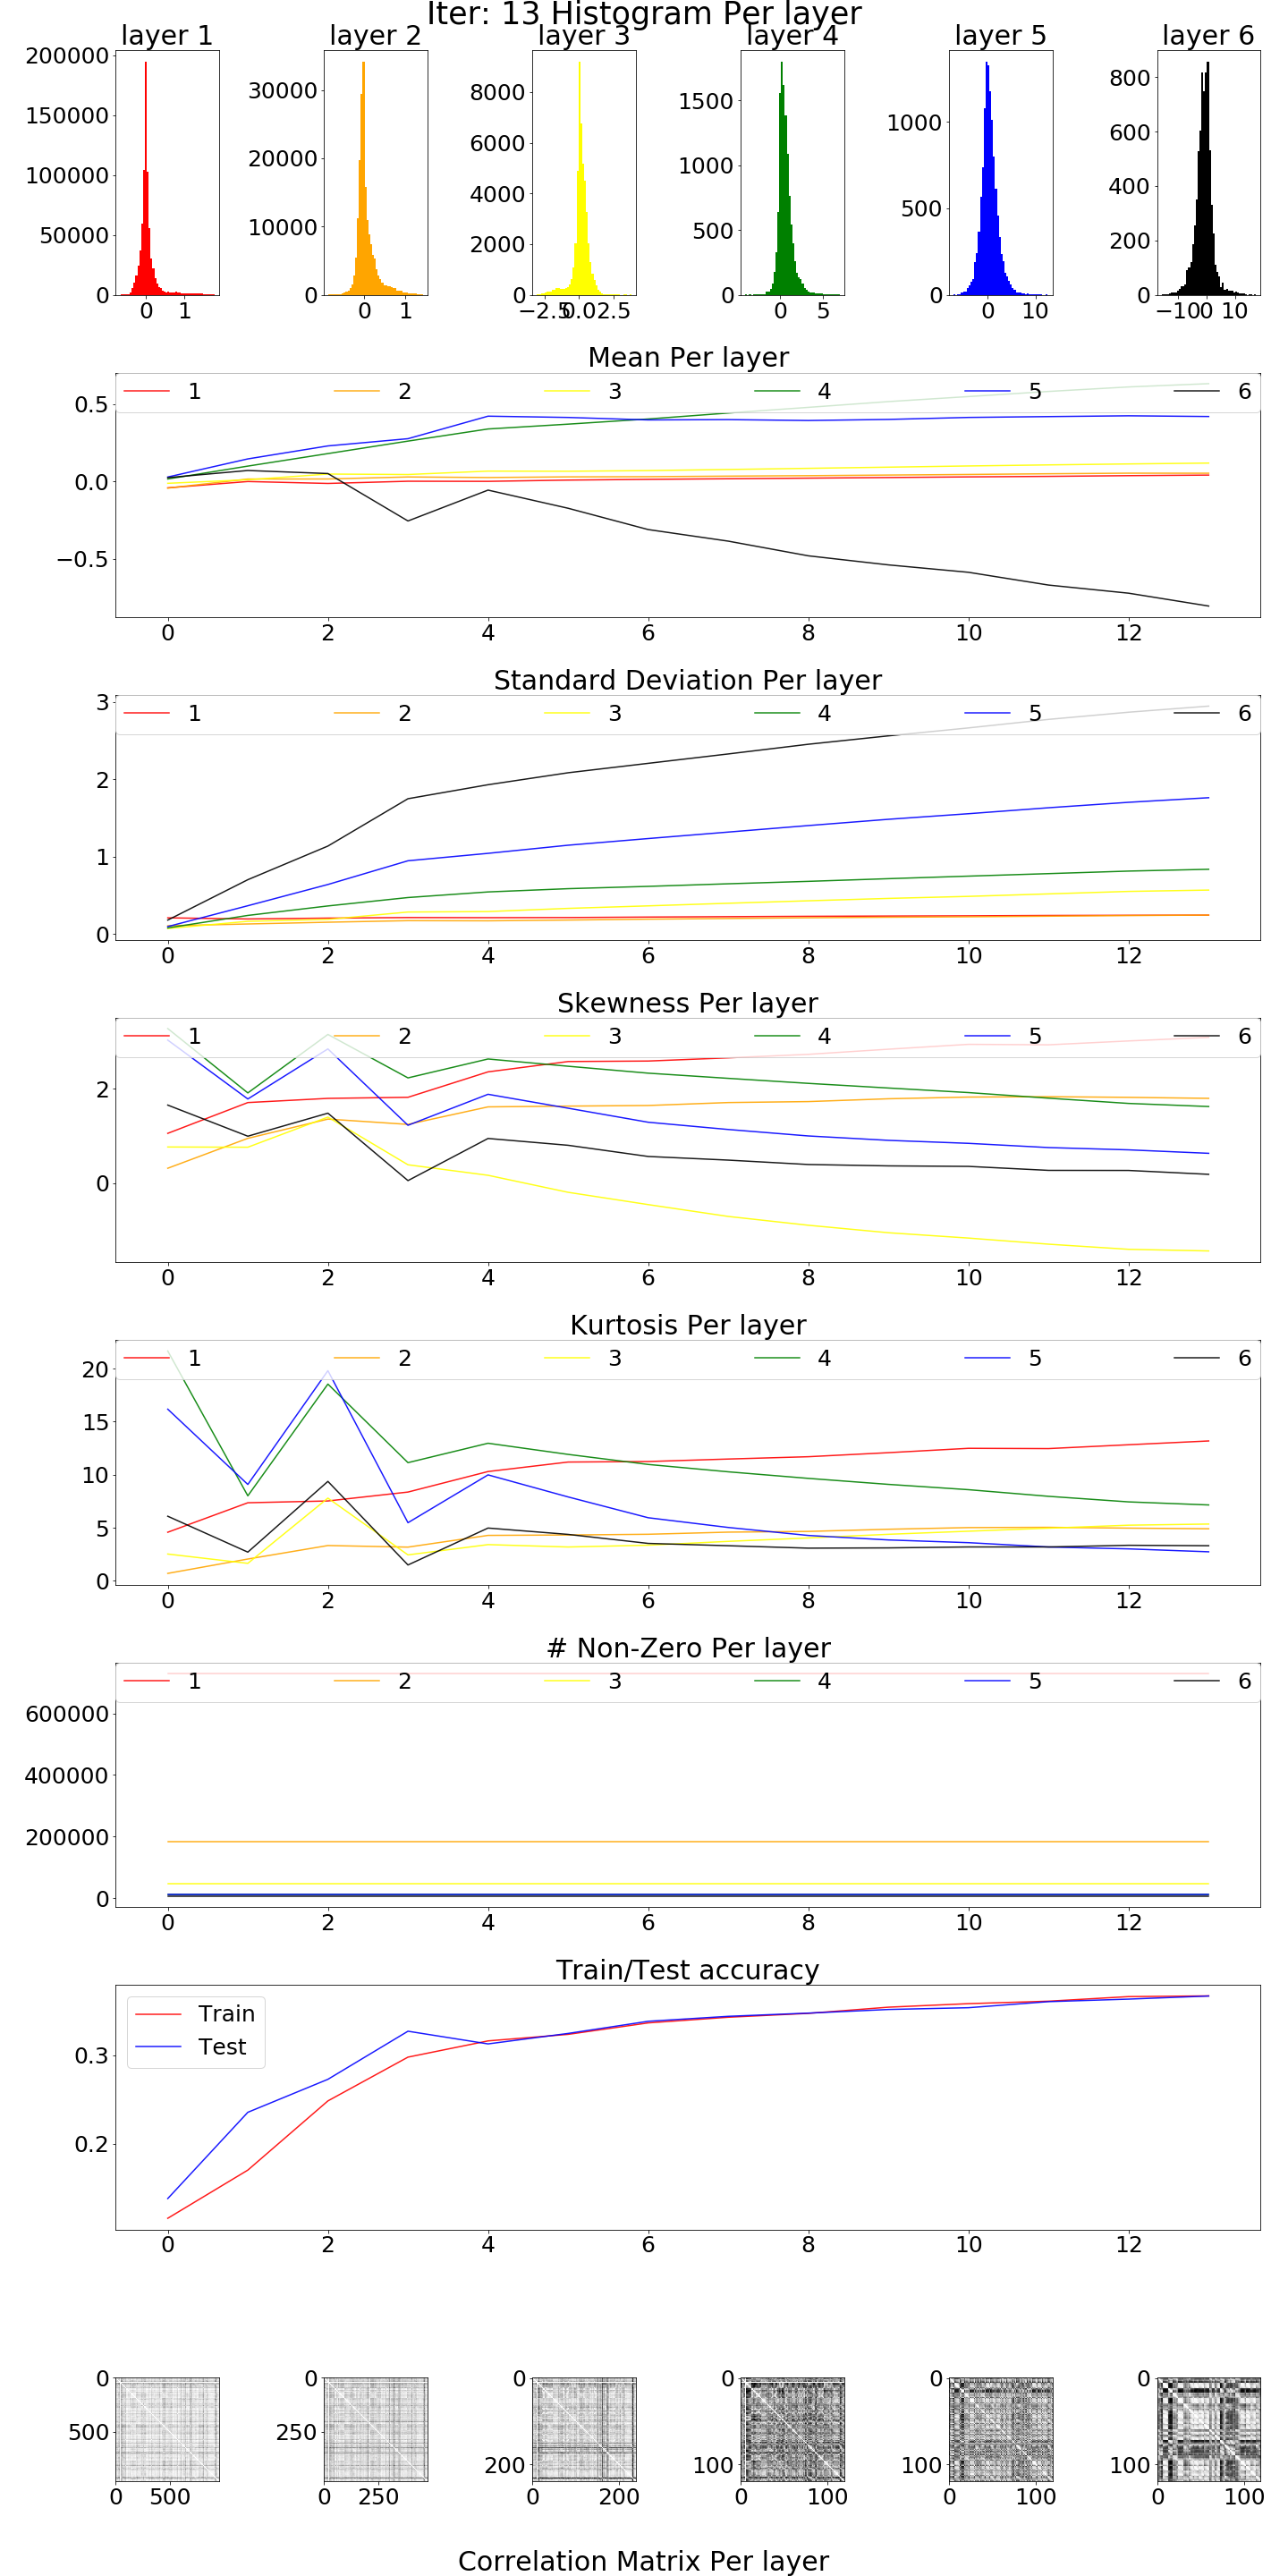 Iter: 13 Histogram Per layer
layer 1 layer 2 layer 3 layer 4 layer 5 layer 6
200000
150000
100000
50000
0
0 1
30000
20000
10000
0
0 1
8000
6000
4000
2000
0
−2.5 0.0 2.5
1500
1000
500
0
0 5
1000
500
0
0 10
800
600
400
200
0
−10 0 10
Mean Per layer
1 2 3 4 5 6
0.5
0.0
−0.5
0 2 4 6 8 10 12
Standard Deviation Per layer
1 2 3 4 5 6
3
2
1
0
0 2 4 6 8 10 12
Skewness Per layer
1 2 3 4 5 6
2
0
0 2 4 6 8 10 12
Kurtosis Per layer
1 2 3 4 5 6
20
15
10
5
0
0 2 4 6 8 10 12
# Non-Zero Per layer
1 2 3 4 5 6
600000
400000
200000
0
0 2 4 6 8 10 12
Train/Test accuracy
Train
Test
0.3
0.2
0 2 4 6 8 10 12
0
500
0 500
0
250
0 250
0
200
0 200
0
100
0 100
0
100
0 100
0
100
0 100
Correlation Matrix Per layer